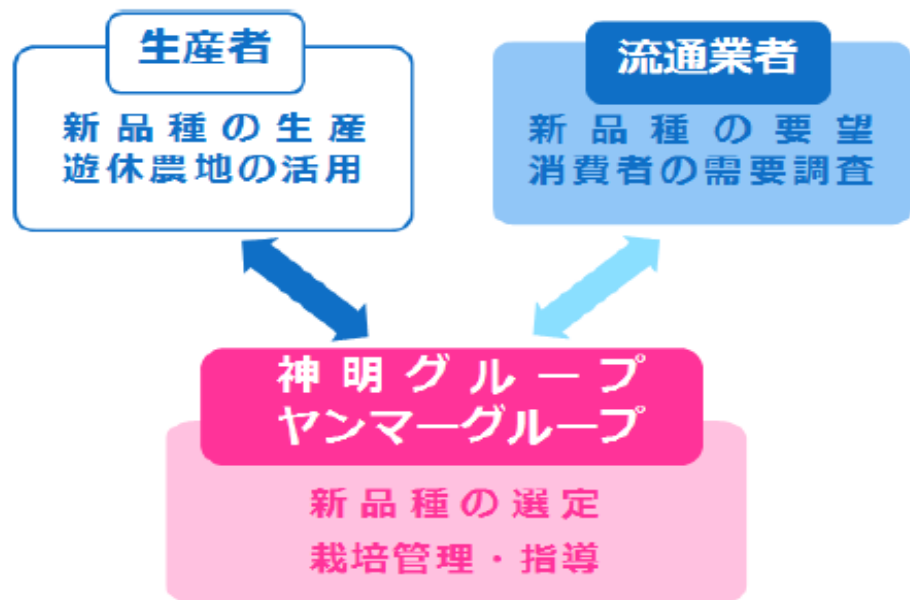 生産者
新品種の生産
遊休農地の活用
流通業者
新品種の要望
消費者の需要調査
神明グループ
ヤンマーグループ
新品種の選定
栽培管理・指導